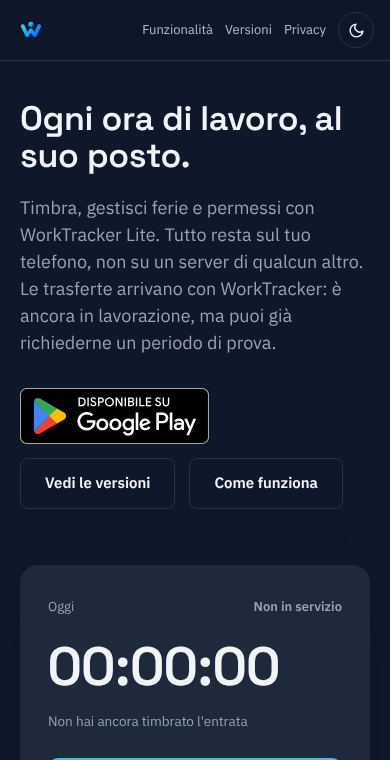 Funzionalità Versioni Privacy
Ogni ora di lavoro, al
suo posto.
Timbra, gestisci ferie e permessi con
WorkTracker Lite. Tutto resta sul tuo
telefono, non su un server di qualcun altro.
Le trasferte arrivano con WorkTracker: è
ancora in lavorazione, ma puoi già
richiederne un periodo di prova.
DISPONIBILE SU
Google Play
Vedi le versioni Come funziona
Oggi Non in servizio
00:00:00
Non hai ancora timbrato l'entrata